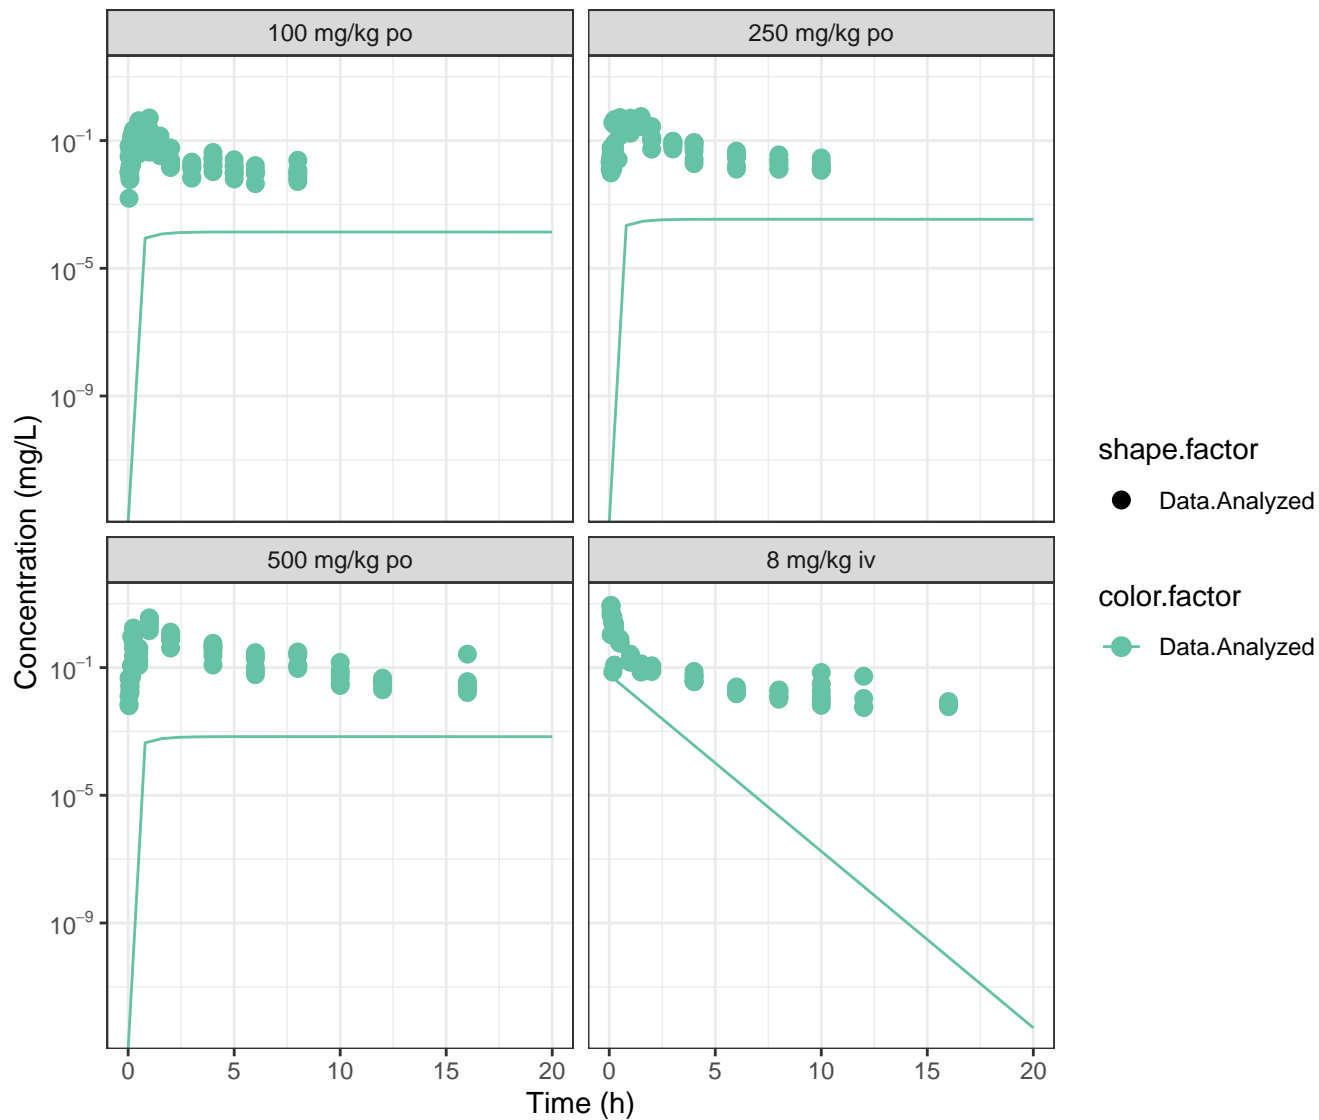 100 mg/kg po
250 mg/kg po
10⁻¹
10⁻⁵
10⁻⁹
500 mg/kg po
8 mg/kg iv
10⁻¹
10⁻⁵
10⁻⁹
0 5 10 15 20
0 5 10 15 20
Time (h)
Concentration (mg/L)
shape.factor
Data.Analyzed
color.factor
Data.Analyzed